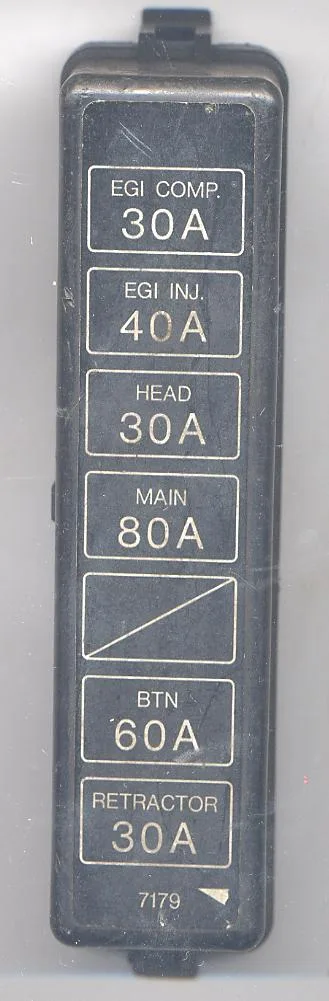 EGI COMP.
30A
EGI INJ.
40A
HEAD
30A
MAIN
80A
BTN
60A
RETRACTOR
30A
7179